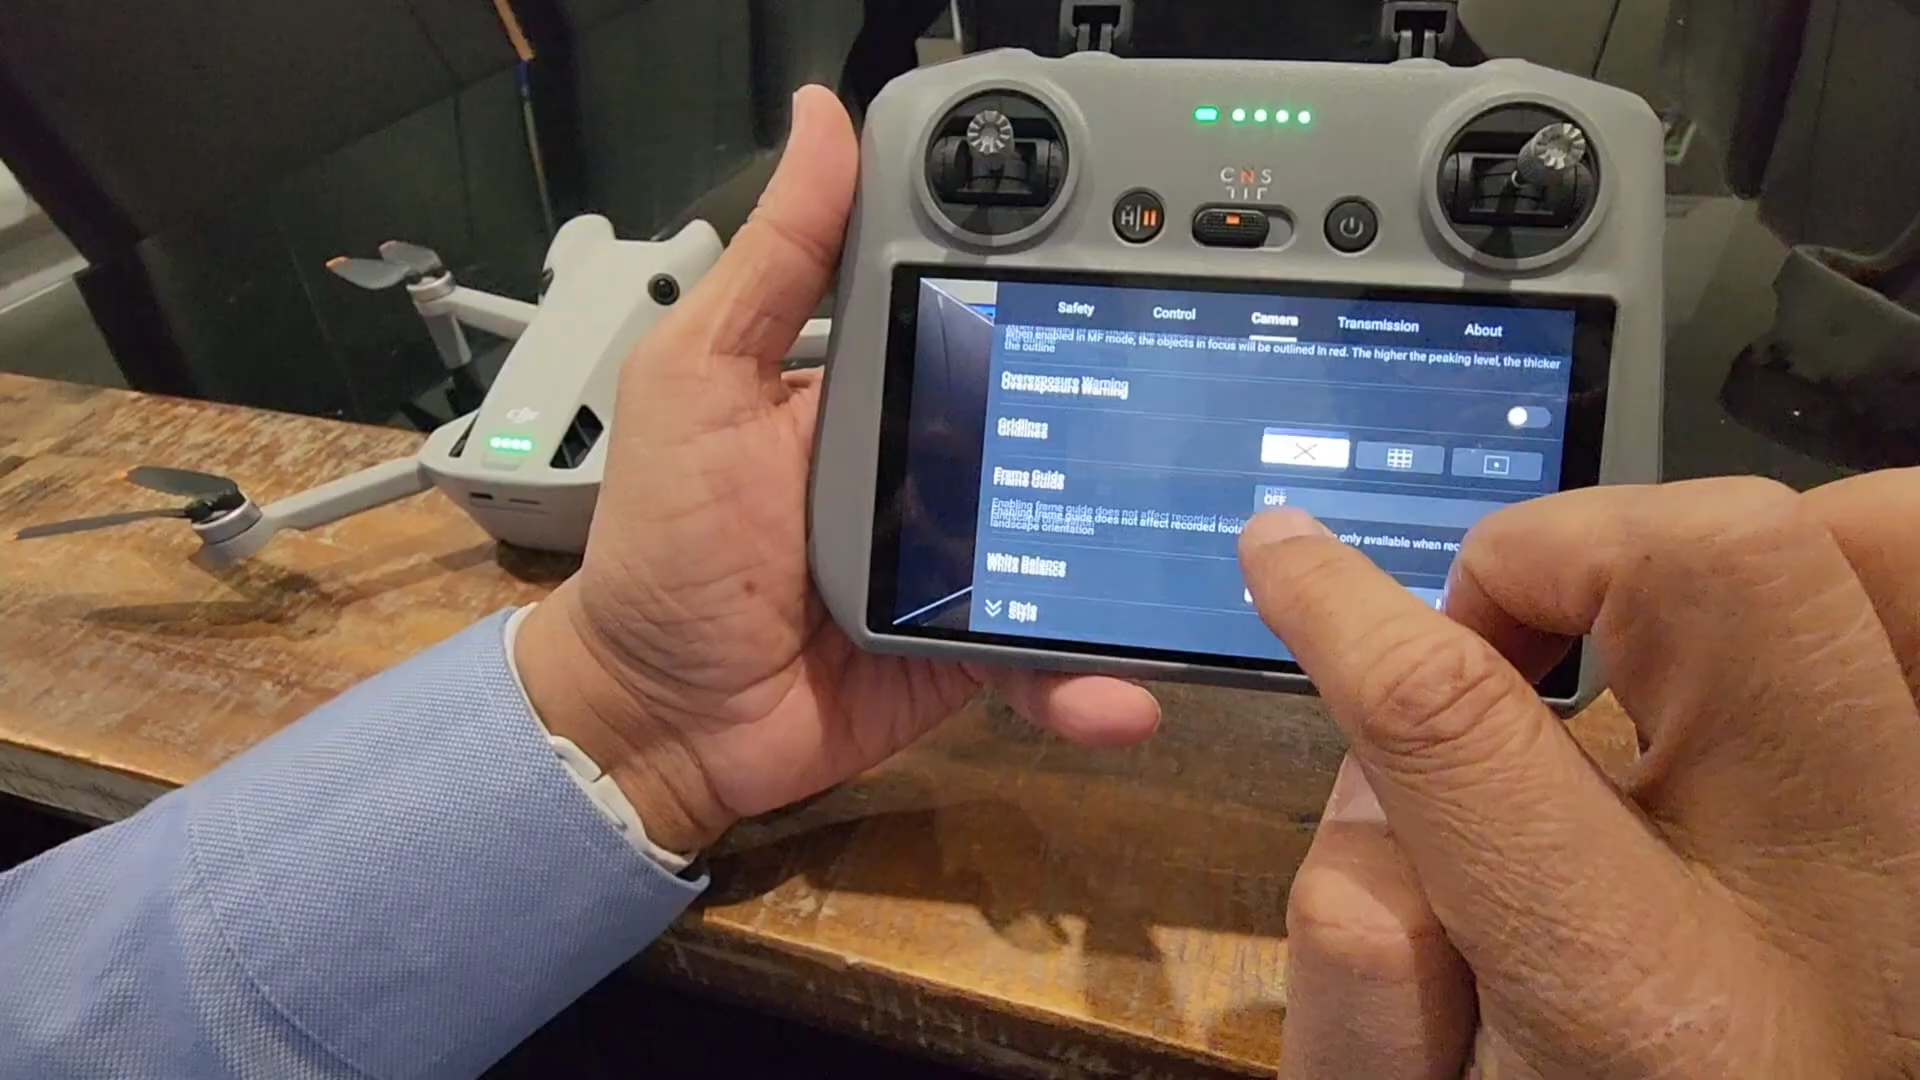 C N S
H
Safety Control Camera Transmission About
When enabled in MF mode, the objects in focus will be outlined in red. The higher the peaking level, the thicker
the outline
Overexposure Warning
Gridlines
Frame Guide
OFF
Enabling frame guide does not affect recorded
only available when
landscape orientation
White Balance
Style
dji